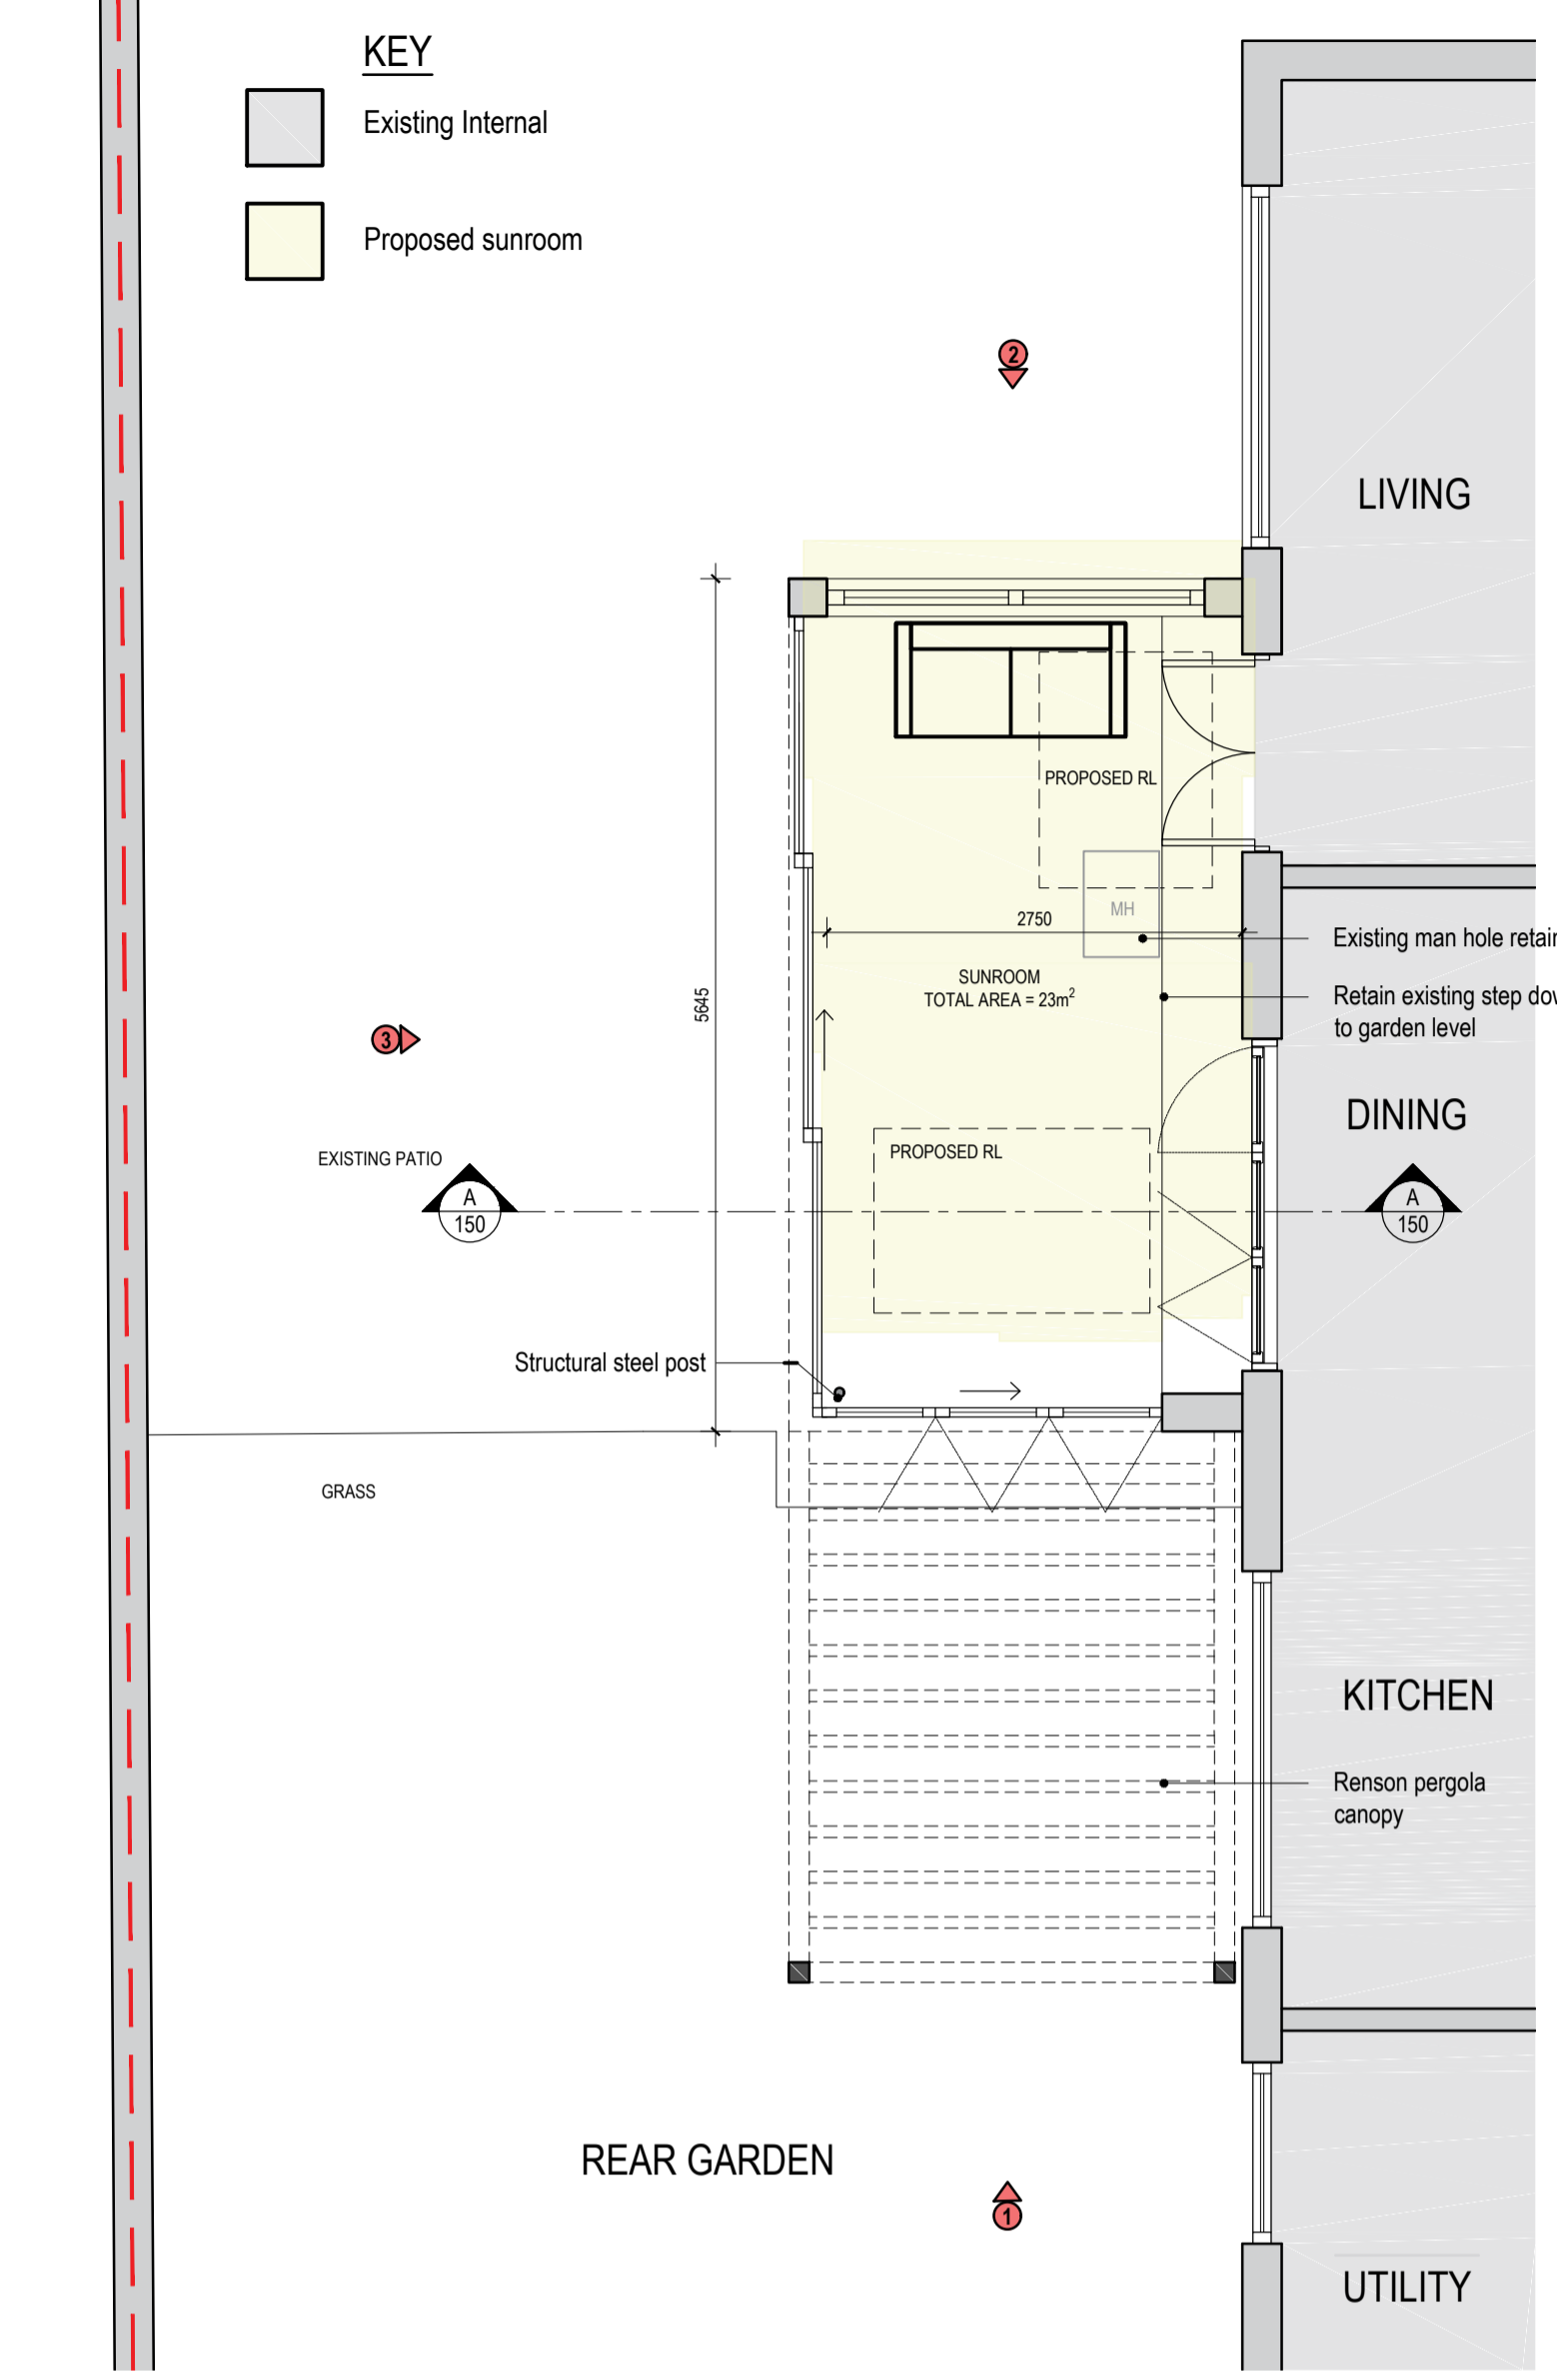 KEY
Existing Internal
Proposed sunroom
2
LIVING
PROPOSED RL
MH
2750
Existing man hole retain
SUNROOM
TOTAL AREA = 23m²
Retain existing step dow
to garden level
5645
3
DINING
EXISTING PATIO
PROPOSED RL
A
150
A
150
Structural steel post
GRASS
KITCHEN
Renson pergola
canopy
REAR GARDEN
1
UTILITY